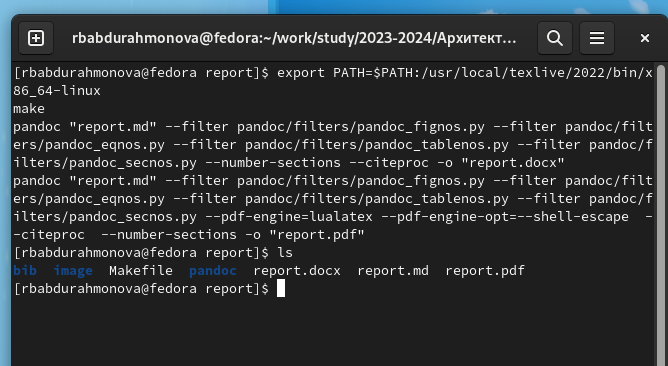 rbabdurahmonova@fedora:~/work/study/2023-2024/Архитект...
[rbabdurahmonova@fedora report]$ export PATH=$PATH:/usr/local/texlive/2022/bin/x
86_64-linux
make
pandoc "report.md" --filter pandoc/filters/pandoc_fignos.py --filter pandoc/filt
ers/pandoc_eqnos.py --filter pandoc/filters/pandoc_tablenos.py --filter pandoc/f
ilters/pandoc_secnos.py --number-sections --citeproc -o "report.docx"
pandoc "report.md" --filter pandoc/filters/pandoc_fignos.py --filter pandoc/filt
ers/pandoc_eqnos.py --filter pandoc/filters/pandoc_tablenos.py --filter pandoc/f
ilters/pandoc_secnos.py --pdf-engine=lualatex --pdf-engine-opt=--shell-escape  -
-citeproc  --number-sections -o "report.pdf"
[rbabdurahmonova@fedora report]$ ls
bib  image  Makefile  pandoc  report.docx  report.md  report.pdf
[rbabdurahmonova@fedora report]$